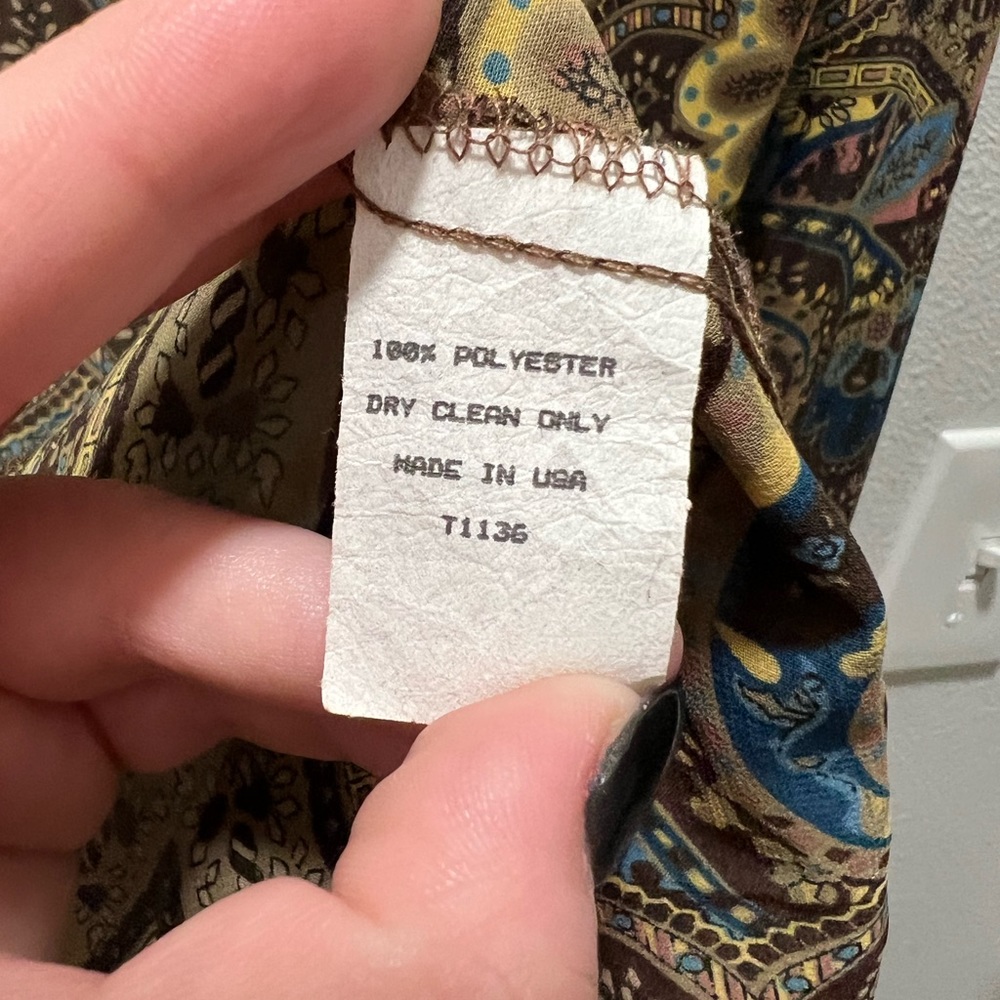 100% POLYESTER
DRY CLEAN ONLY
MADE IN USA
T1136